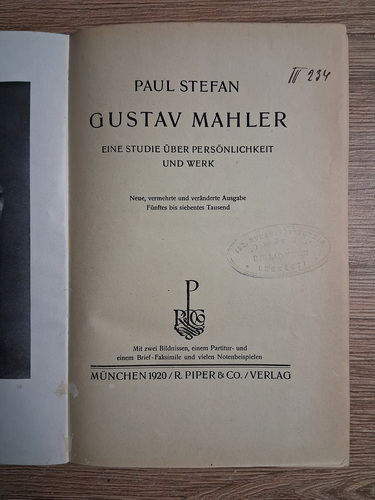 III 234
PAUL STEFAN
GUSTAV MAHLER
EINE STUDIE ÜBER PERSÖNLICHKEIT
UND WERK
Neue, vermehrte und veränderte Ausgabe
Fünftes bis siebentes Tausend
P
R & CO
Mit zwei Bildnissen, einem Partitur- und
einem Brief-Faksimile und vielen Notenbeispielen
MÜNCHEN 1920 / R. PIPER & CO. / VERLAG